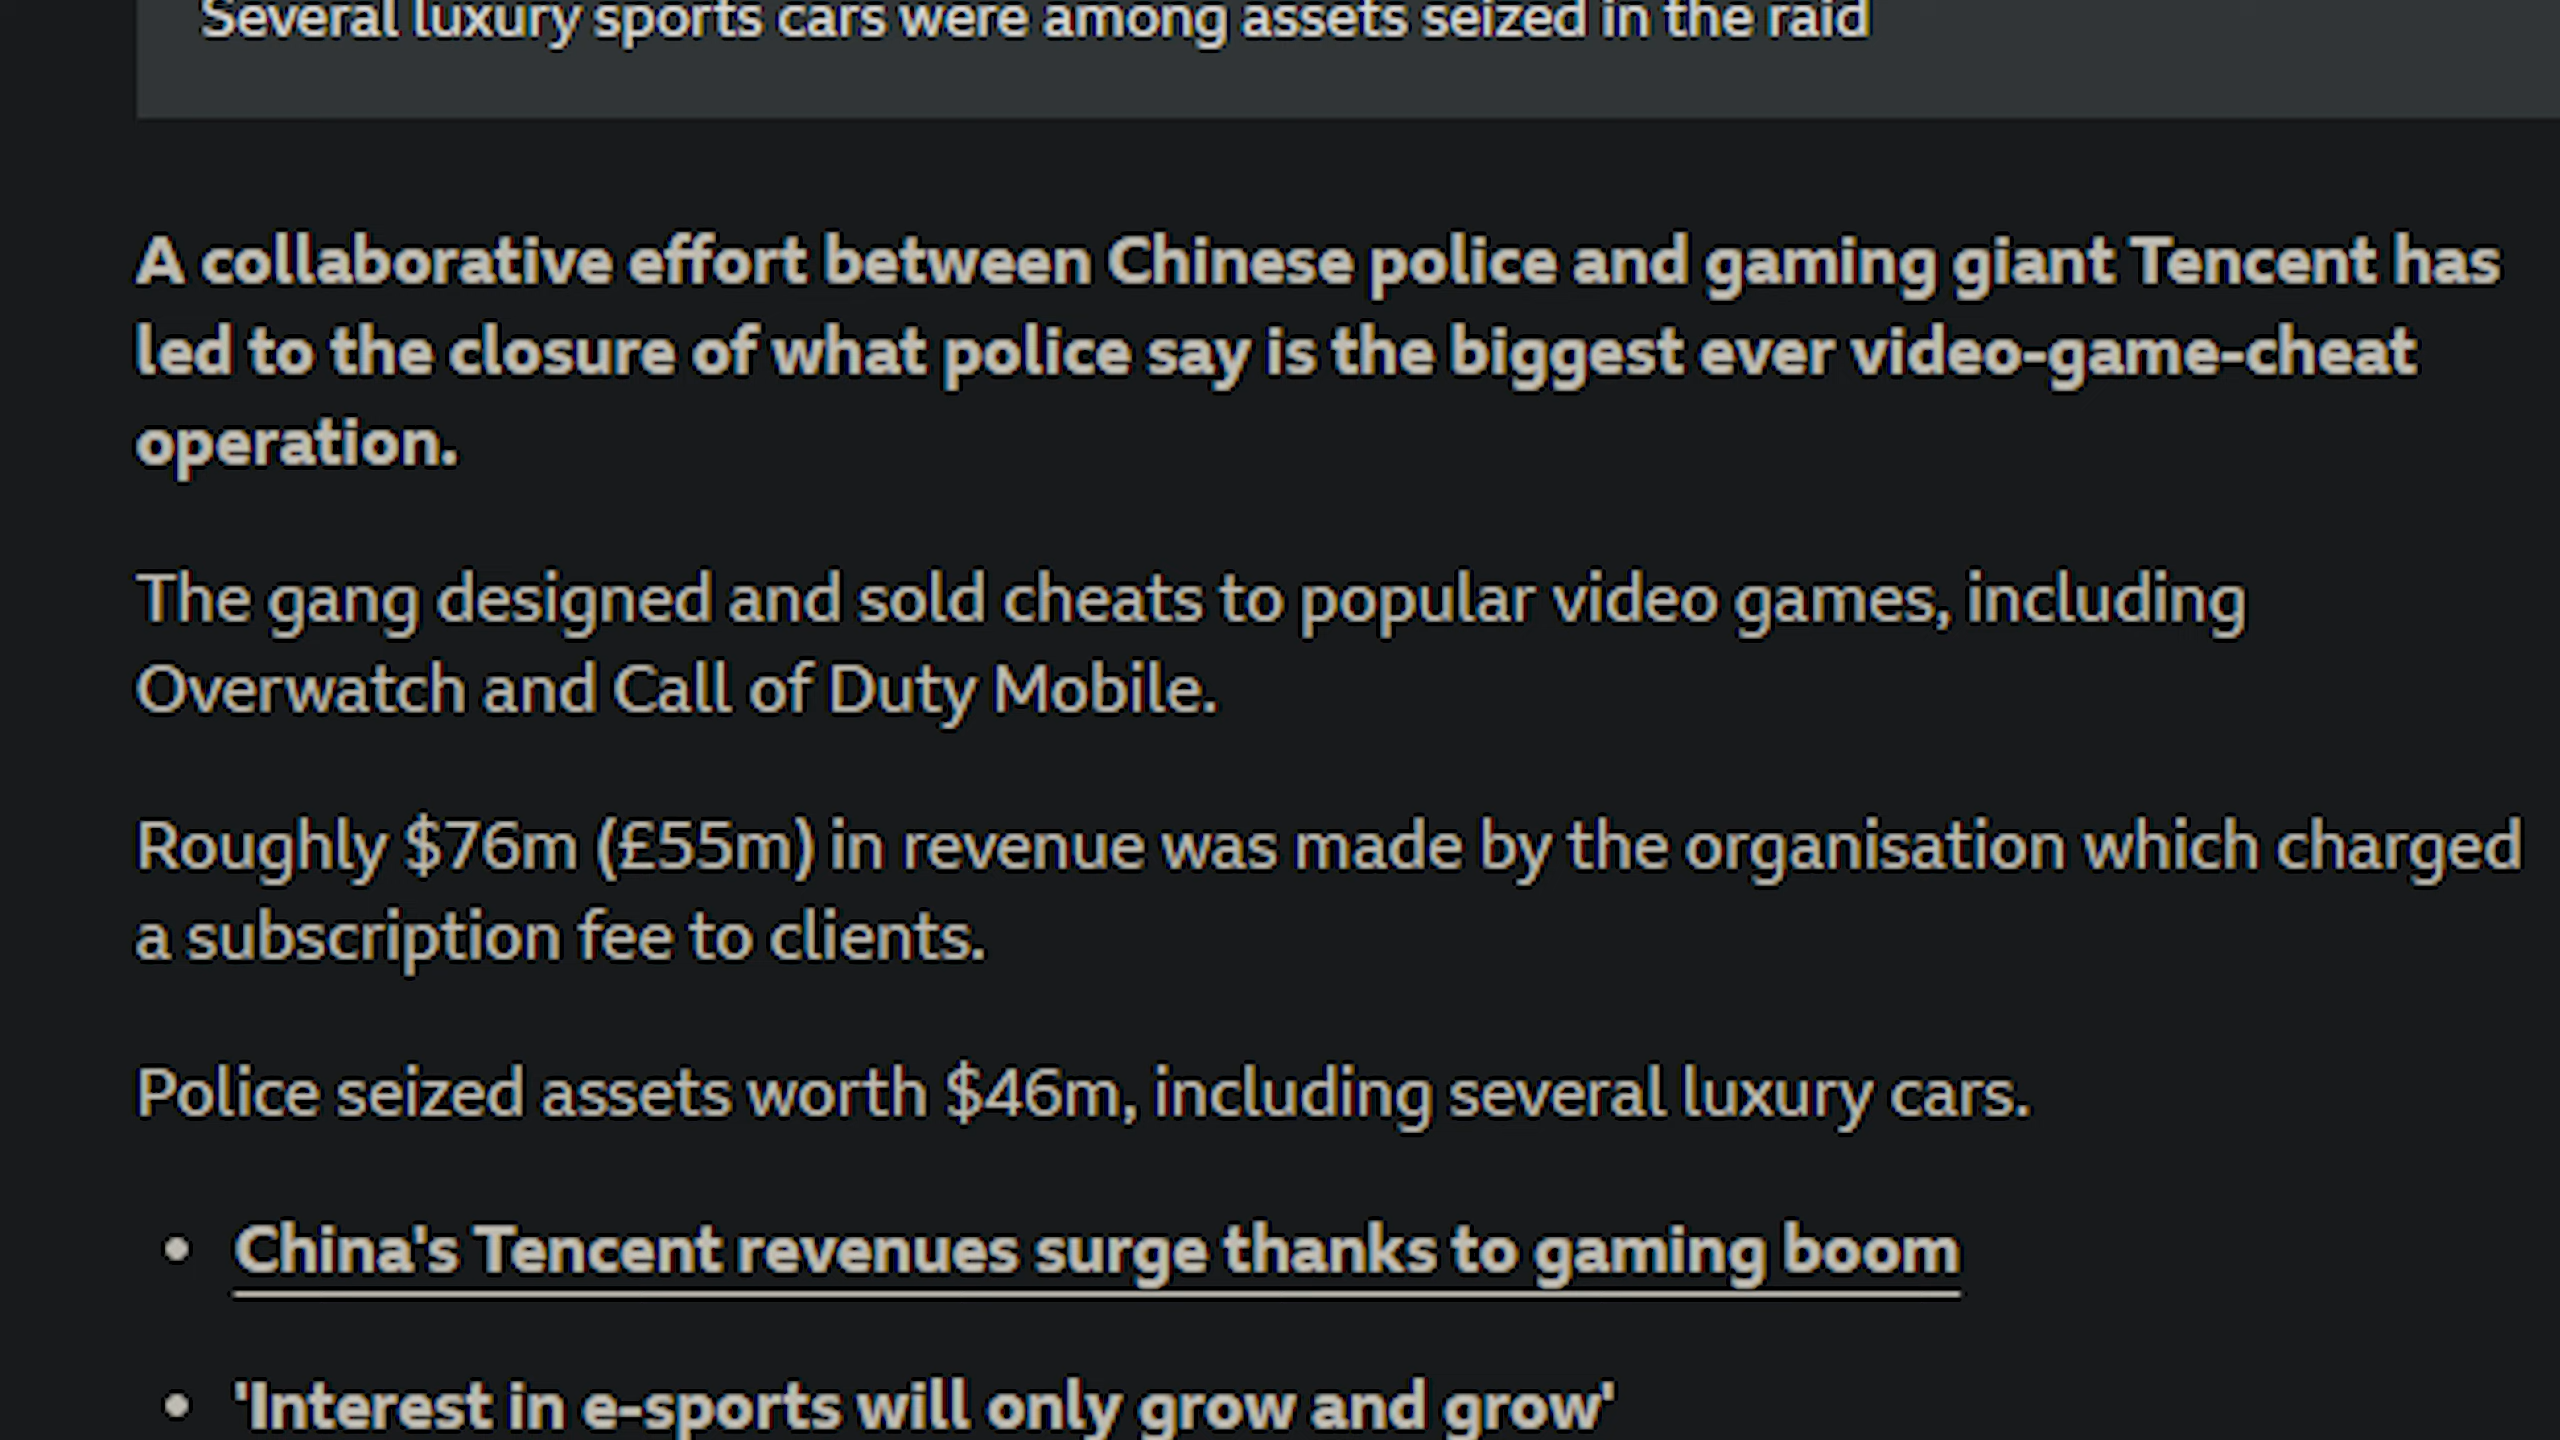 Several luxury sports cars were among assets seized in the raid
A collaborative effort between Chinese police and gaming giant Tencent has
led to the closure of what police say is the biggest ever video-game-cheat
operation.
The gang designed and sold cheats to popular video games, including
Overwatch and Call of Duty Mobile.
Roughly $76m (£55m) in revenue was made by the organisation which charged
a subscription fee to clients.
Police seized assets worth $46m, including several luxury cars.
• China's Tencent revenues surge thanks to gaming boom
• 'Interest in e-sports will only grow and grow'